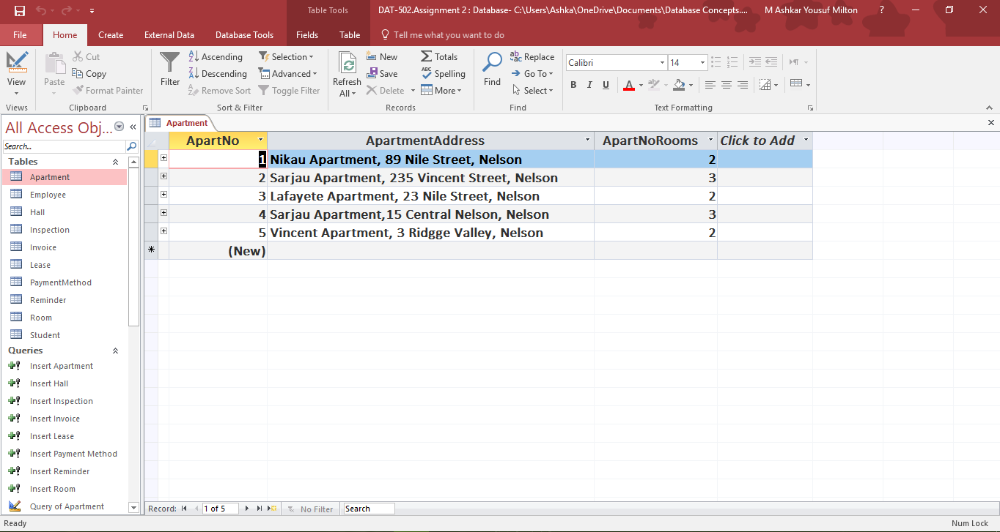 Table Tools DAT-502.Assignment 2 : Database- C:\Users\Ashka\OneDrive\Documents\Database Concepts.... M Ashkar Yousuf Milton ?
File Home Create External Data Database Tools Fields Table Tell me what you want to do
View
Views
Paste
Cut
Copy
Format Painter
Clipboard
Filter
Ascending
Descending
Remove Sort
Selection
Advanced
Toggle Filter
Sort & Filter
Refresh
All
New
Save
Delete
Totals
Spelling
More
Records
Find
Replace
Go To
Select
Find
Calibri 14
B I U A
Text Formatting
All Access Obj...
Search...
Tables
Apartment
Employee
Hall
Inspection
Invoice
Lease
PaymentMethod
Reminder
Room
Student
Queries
Insert Apartment
Insert Hall
Insert Inspection
Insert Invoice
Insert Lease
Insert Payment Method
Insert Reminder
Insert Room
Query of Apartment
Apartment
ApartNo ApartmentAddress ApartNoRooms Click to Add
1 Nikau Apartment, 89 Nile Street, Nelson 2
2 Sarjau Apartment, 235 Vincent Street, Nelson 3
3 Lafayete Apartment, 23 Nile Street, Nelson 2
4 Sarjau Apartment,15 Central Nelson, Nelson 3
5 Vincent Apartment, 3 Ridgge Valley, Nelson 2
(New)
Record: 1 of 5 No Filter Search
Ready Num Lock